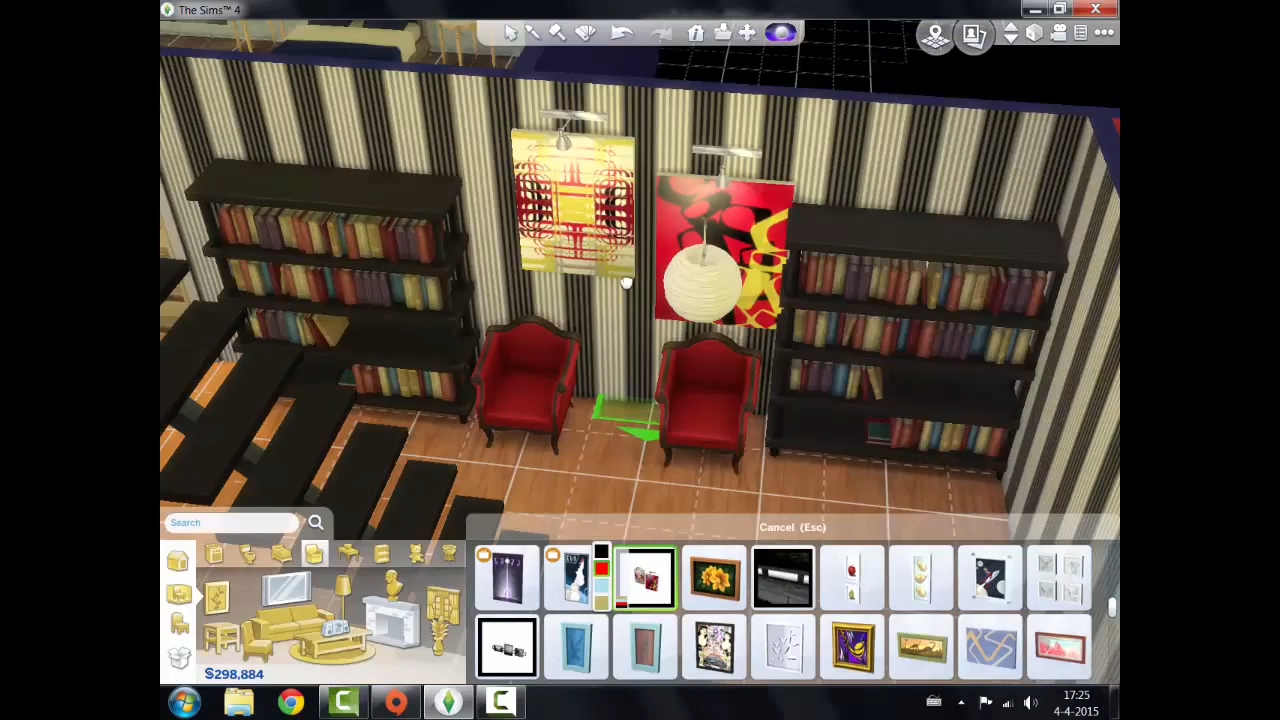 The Sims™ 4
Search
Cancel (Esc)
§298,884
17:25
4-4-2015